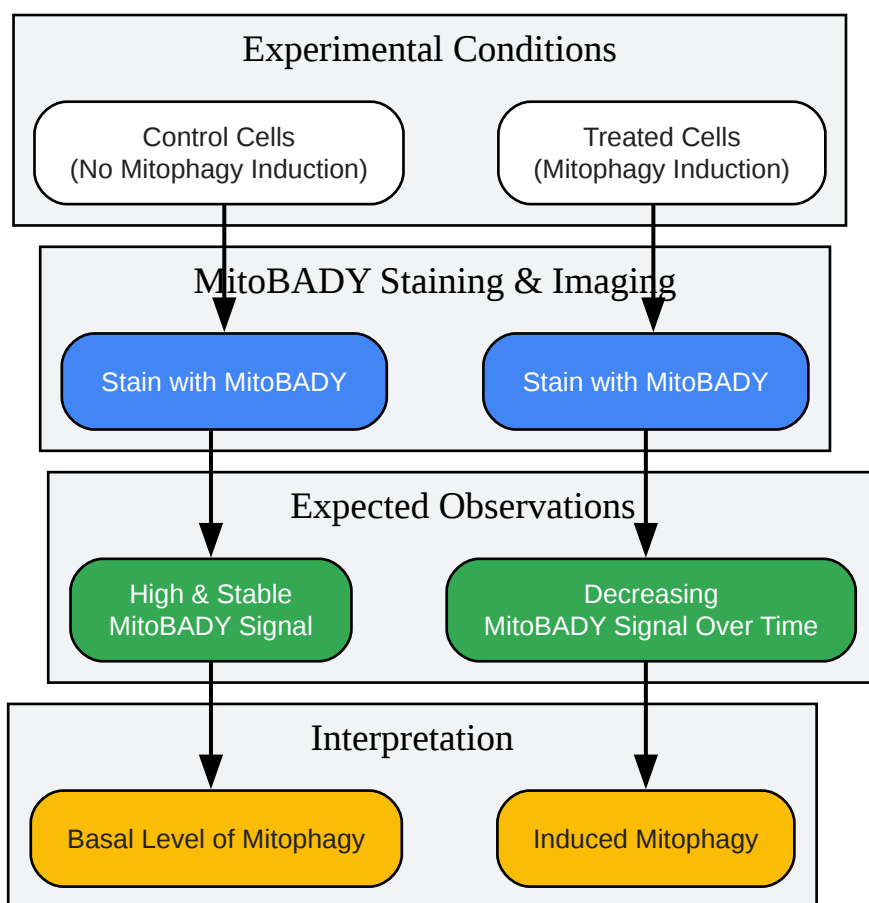 Experimental Conditions
Control Cells
(No Mitophagy Induction)
Treated Cells
(Mitophagy Induction)
MitoBADY Staining & Imaging
Stain with MitoBADY
Stain with MitoBADY
Expected Observations
High & Stable
MitoBADY Signal
Decreasing
MitoBADY Signal Over Time
Interpretation
Basal Level of Mitophagy
Induced Mitophagy